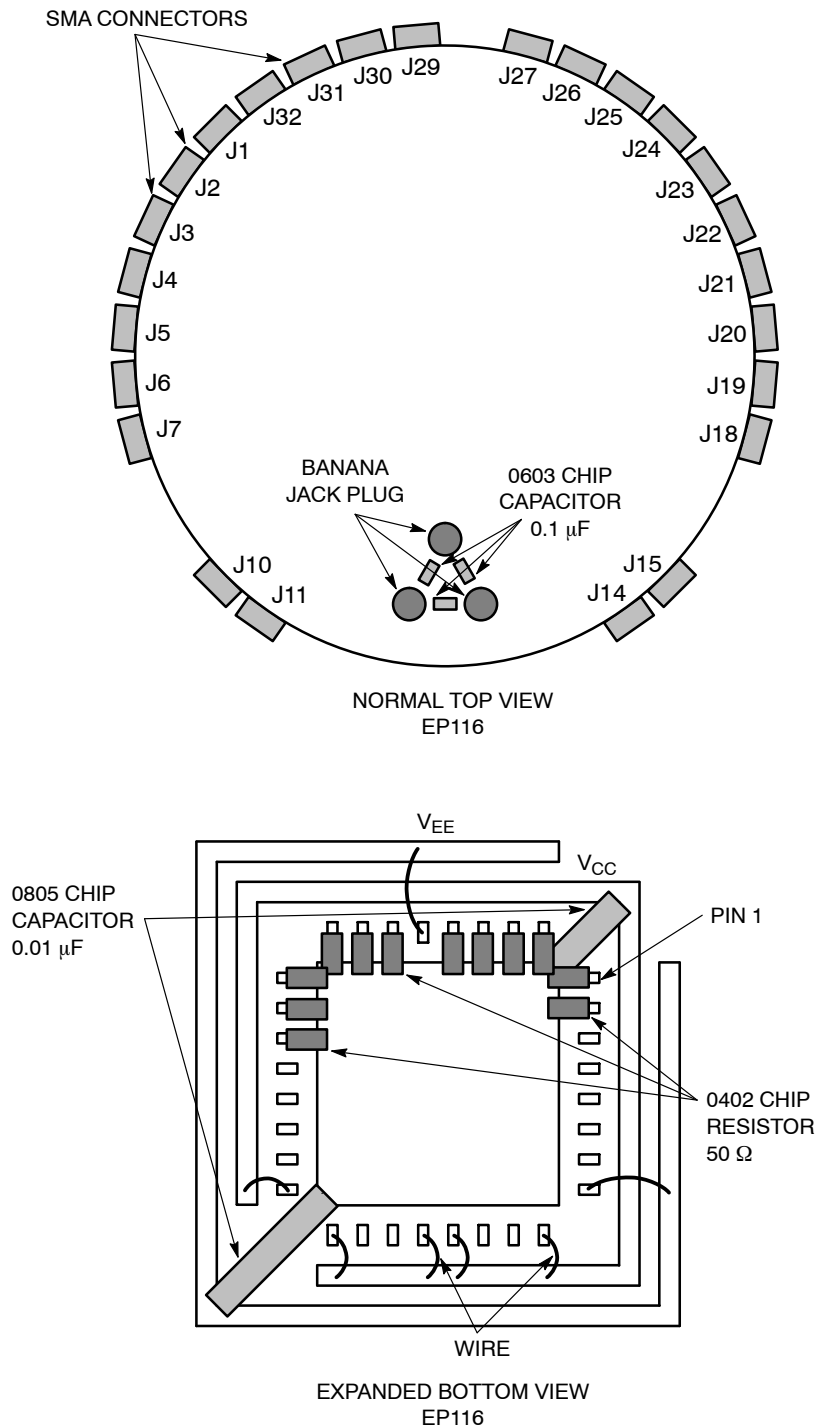 SMA CONNECTORS
J29
J30
J31
J32
J1
J2
J3
J4
J5
J6
J7
J10
J11
J27
J26
J25
J24
J23
J22
J21
J20
J19
J18
J15
J14
BANANA
JACK PLUG
0603 CHIP
CAPACITOR
0.1 μF
NORMAL TOP VIEW
EP116
VEE
VCC
0805 CHIP
CAPACITOR
0.01 μF
PIN 1
0402 CHIP
RESISTOR
50 Ω
WIRE
EXPANDED BOTTOM VIEW
EP116